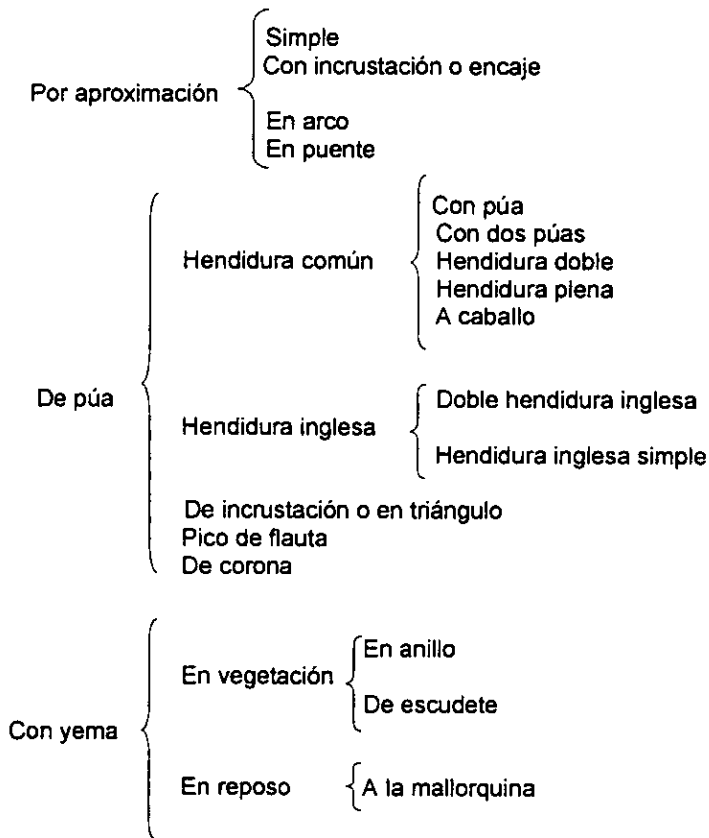 Simple
Con incrustación o encaje
Por aproximación
En arco
En puente
Con púa
Con dos púas
Hendidura común
Hendidura doble
Hendidura plena
A caballo
De púa
Doble hendidura inglesa
Hendidura inglesa
Hendidura inglesa simple
De incrustación o en triángulo
Pico de flauta
De corona
En anillo
En vegetación
De escudete
Con yema
En reposo
A la mallorquina